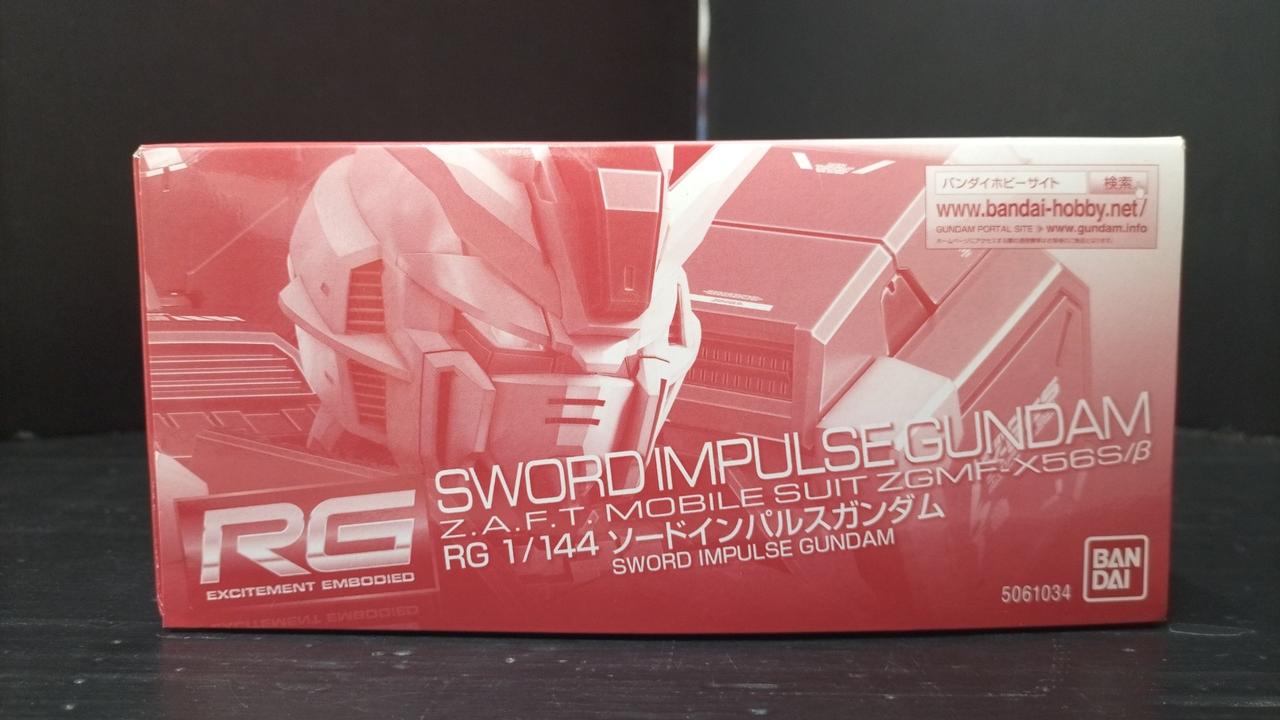 バンダイホビーサイト 検索
www.bandai-hobby.net/
GUNDAM PORTAL SITE ≫ www.gundam.info
SWORD IMPULSE GUNDAM
Z.A.F.T. MOBILE SUIT ZGMF-X56S/β
RG 1/144 ソードインパルスガンダム
SWORD IMPULSE GUNDAM
RG
EXCITEMENT EMBODIED
5061034
BAN
DAI